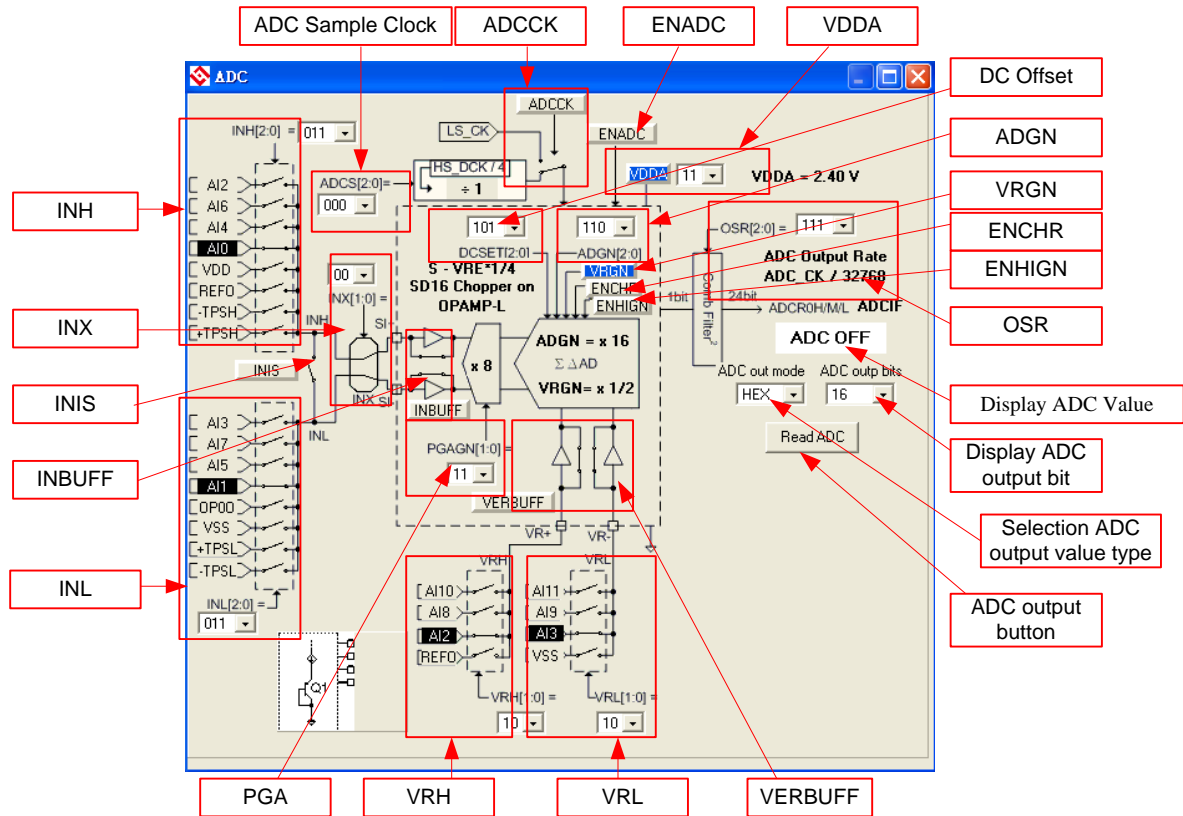 ADC Sample Clock
ADCCK
ENADC
VDDA
DC Offset
ADGN
VRGN
ENCHR
ENHIGN
OSR
Display ADC Value
Display ADC
output bit
Selection ADC
output value type
ADC output
button
INH
INX
INIS
INBUFF
INL
PGA
VRH
VRL
VERBUFF
ADC
ADCCK
INH[2:0] =
011
LS_CK
ENADC
HS_DCK / 4
÷ 1
ADCS[2:0]=
000
VDDA
11
VDDA = 2.40 V
AI2
AI6
AI4
AI0
VDD
REFO
-TPSH
+TPSH
101
DCSET[2:0]
110
ADGN[2:0]
OSR[2:0] =
111
ADC Output Rate
ADC_CK / 32768
S - VRE*1/4
SD16 Chopper on
OPAMP-L
VRGN
ENCHR
ENHIGN
00
INX[1:0] =
INH
SI+
1bit
Comb Filter²
24bit
ADCR0H/M/L
ADCIF
ADGN = x 16
Σ Δ AD
VRGN= x 1/2
x 8
ADC OFF
INIS
INX
SI-
INL
INBUFF
ADC out mode
ADC outp bits
HEX
16
Read ADC
AI3
AI7
AI5
AI1
OPOD
VSS
+TPSL
-TPSL
INL[2:0] =
011
PGAGN[1:0] =
11
VERBUFF
VR+
VR-
VRH
VRL
AI10
AI8
AI2
REFO
AI11
AI9
AI3
VSS
VRH[1:0] =
10
VRL[1:0] =
10
Q1